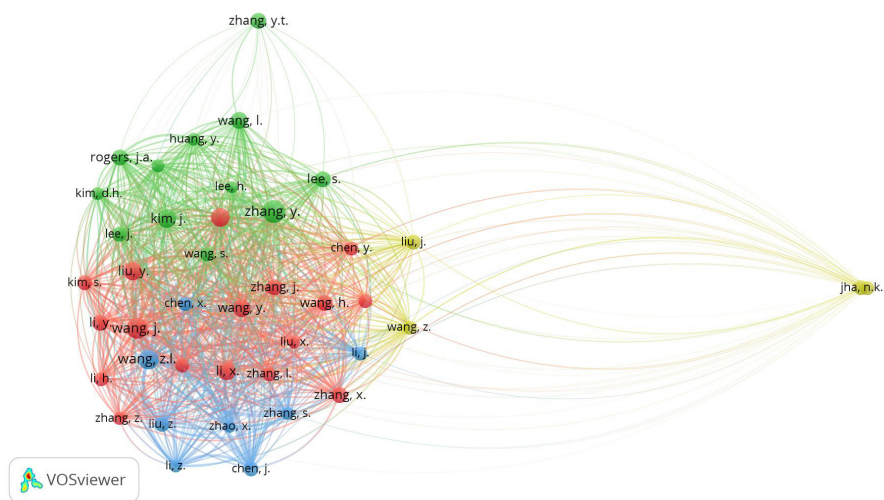 zhang, y.t.
wang, l.
huang, y.
rogers, j.a.
lee, s.
lee, h.
kim, d.h.
zhang, y.
kim, j.
lee, j.
liu, j.
chen, y.
wang, s.
liu, y.
kim, s.
zhang, j.
jha, n.k.
chen, x.
wang, h.
wang, y.
li, y.
wang, j.
wang, z.
liu, x.
li, j.
wang, z.l.
li, x.
zhang, l.
li, h.
zhang, x.
zhang, s.
zhang, z.
liu, z.
zhao, x.
li, z.
chen, j.
VOSviewer